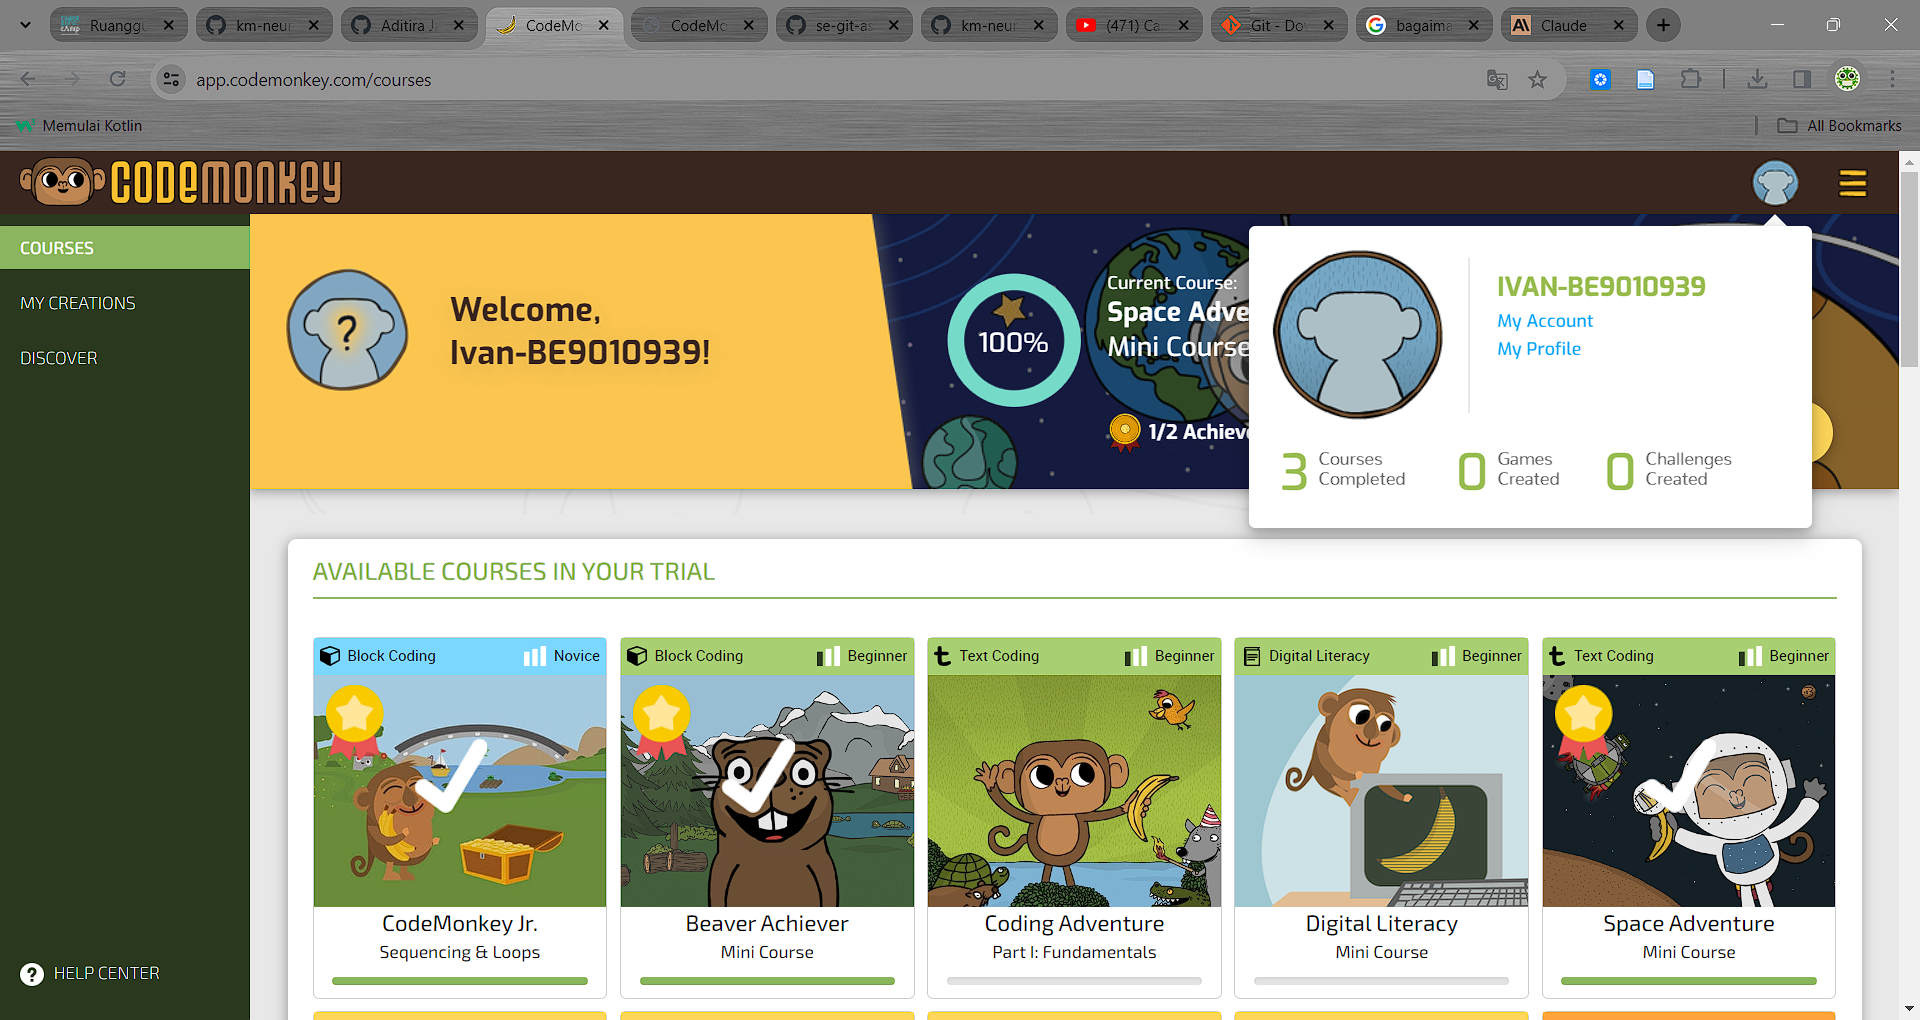 Ruangg
km-neur
Aditira J
CodeMo
CodeMo
se-git-as
km-neur
(471) Ca
Git - Dow
bagaima
Claude
app.codemonkey.com/courses
Memulai Kotlin
All Bookmarks
CODEMONKEY
COURSES
MY CREATIONS
DISCOVER
HELP CENTER
?
Welcome,
Ivan-BE9010939!
100%
Current Course:
Space Adve
Mini Course
1/2 Achieve
IVAN-BE9010939
My Account
My Profile
3 Courses Completed
0 Games Created
0 Challenges Created
AVAILABLE COURSES IN YOUR TRIAL
Block Coding Novice
CodeMonkey Jr.
Sequencing & Loops
Block Coding Beginner
Beaver Achiever
Mini Course
Text Coding Beginner
Coding Adventure
Part I: Fundamentals
Digital Literacy Beginner
Digital Literacy
Mini Course
Text Coding Beginner
Space Adventure
Mini Course